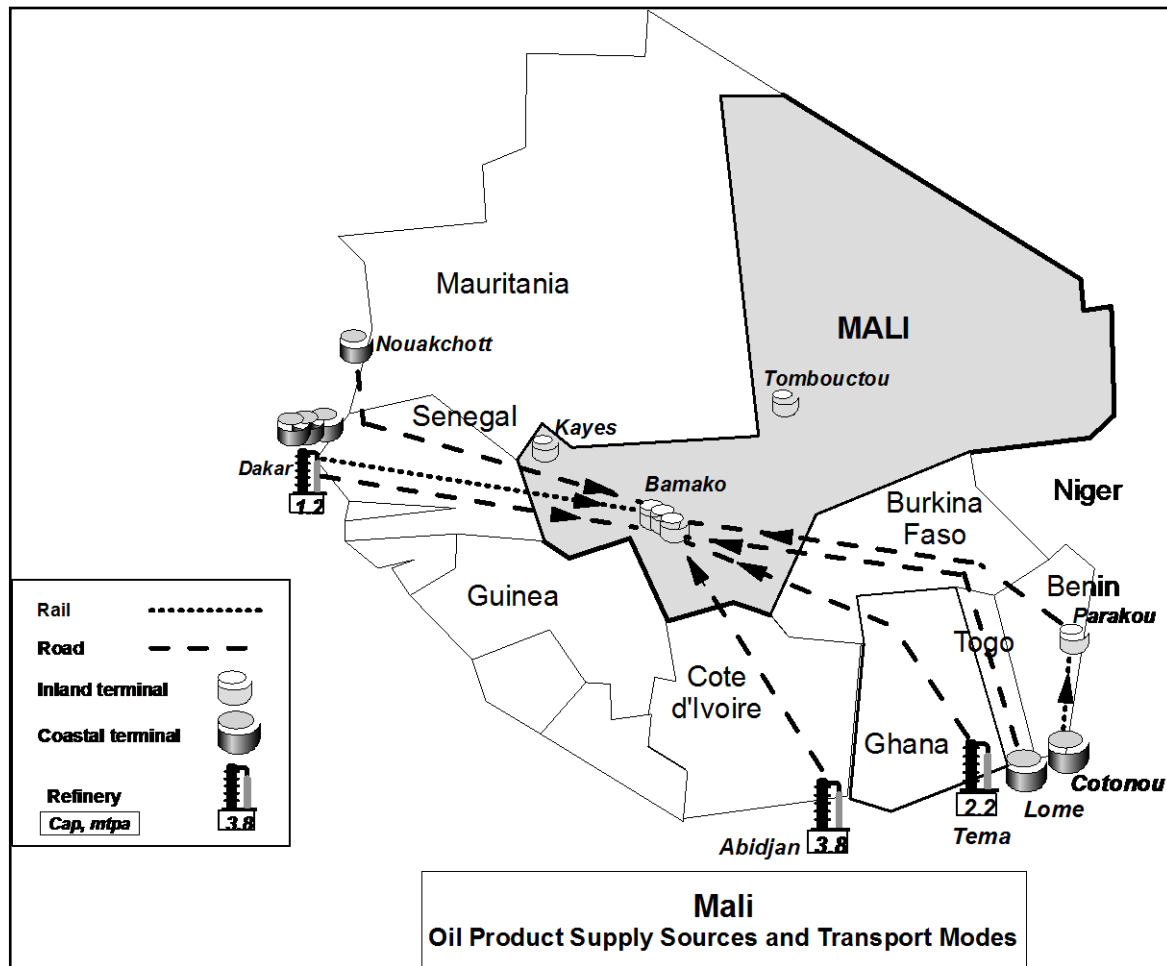 Mauritania
MALI
Nouakchott
Tombouctou
Senegal
Kayes
Dakar
1.2
Bamako
Burkina
Faso
Niger
Guinea
Benin
Parakou
Togo
Cote
d'Ivoire
Ghana
Cotonou
Lome
2.2
Tema
Abidjan
3.8
Rail
Road
Inland terminal
Coastal terminal
Refinery
Cap, mtpa
3.8
Mali
Oil Product Supply Sources and Transport Modes